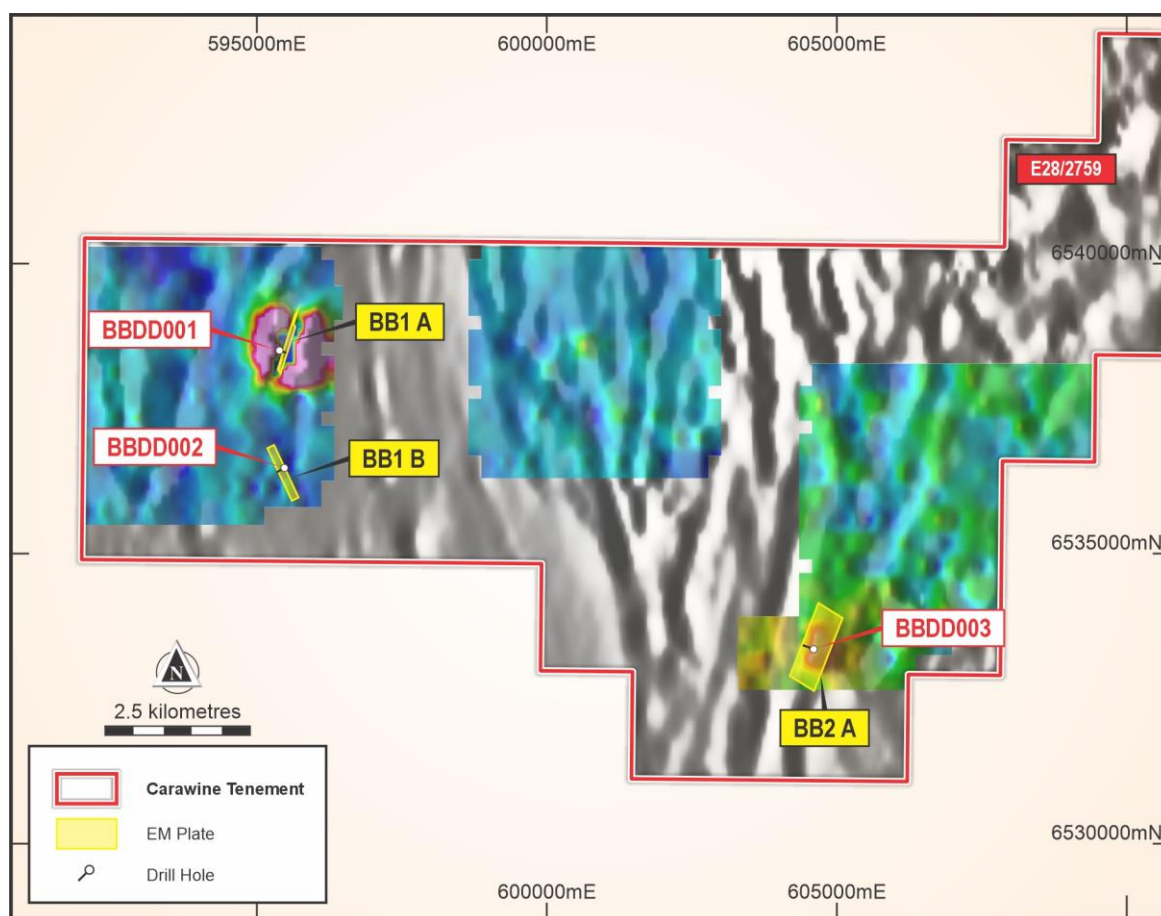 595000mE
600000mE
605000mE
E28/2759
6540000mN
BBDD001
BB1 A
BBDD002
BB1 B
6535000mN
BBDD003
N
2.5 kilometres
BB2 A
Carawine Tenement
EM Plate
Drill Hole
6530000mN
600000mE
605000mE